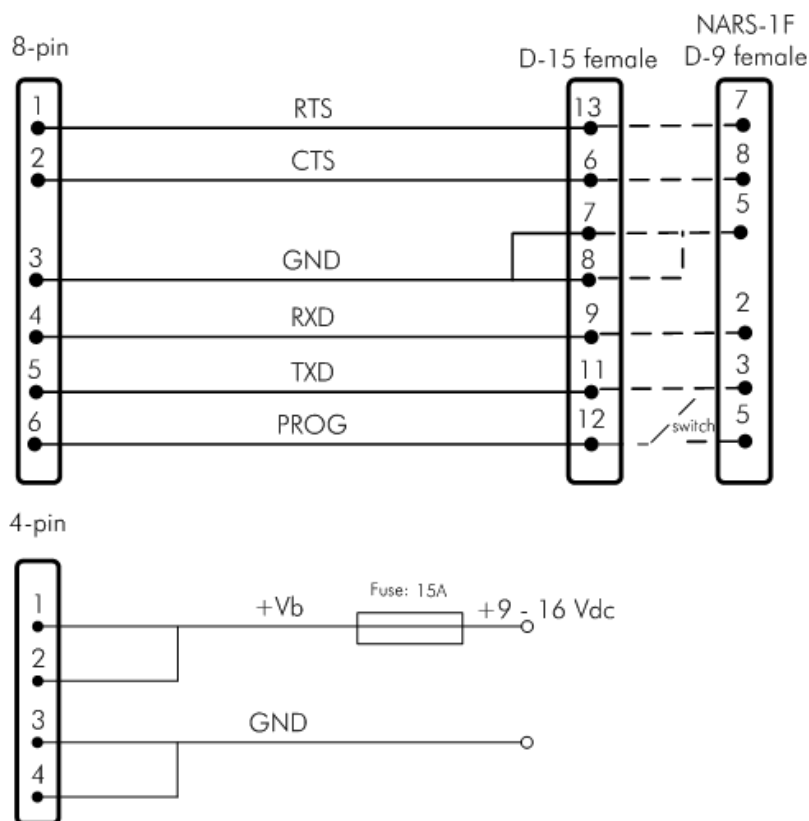 NARS-1F
8-pin
D-15 female
D-9 female
1 RTS 13 7
2 CTS 6 8
7 5
3 GND 8
4 RXD 9 2
5 TXD 11 3
6 PROG 12 switch 5
4-pin
Fuse: 15A
1 +Vb +9 - 16 Vdc
2
3 GND
4